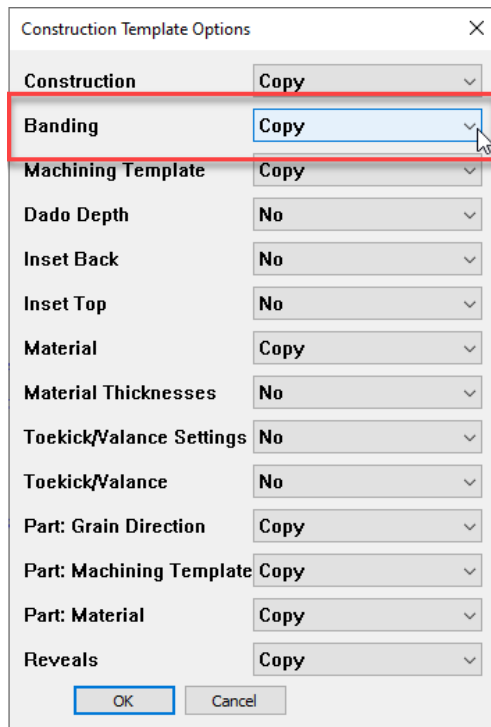 Construction Template Options
Construction Copy
Banding Copy
Machining Template Copy
Dado Depth No
Inset Back No
Inset Top No
Material Copy
Material Thicknesses No
Toekick/Valance Settings No
Toekick/Valance No
Part: Grain Direction Copy
Part: Machining Template Copy
Part: Material Copy
Reveals Copy
OK Cancel